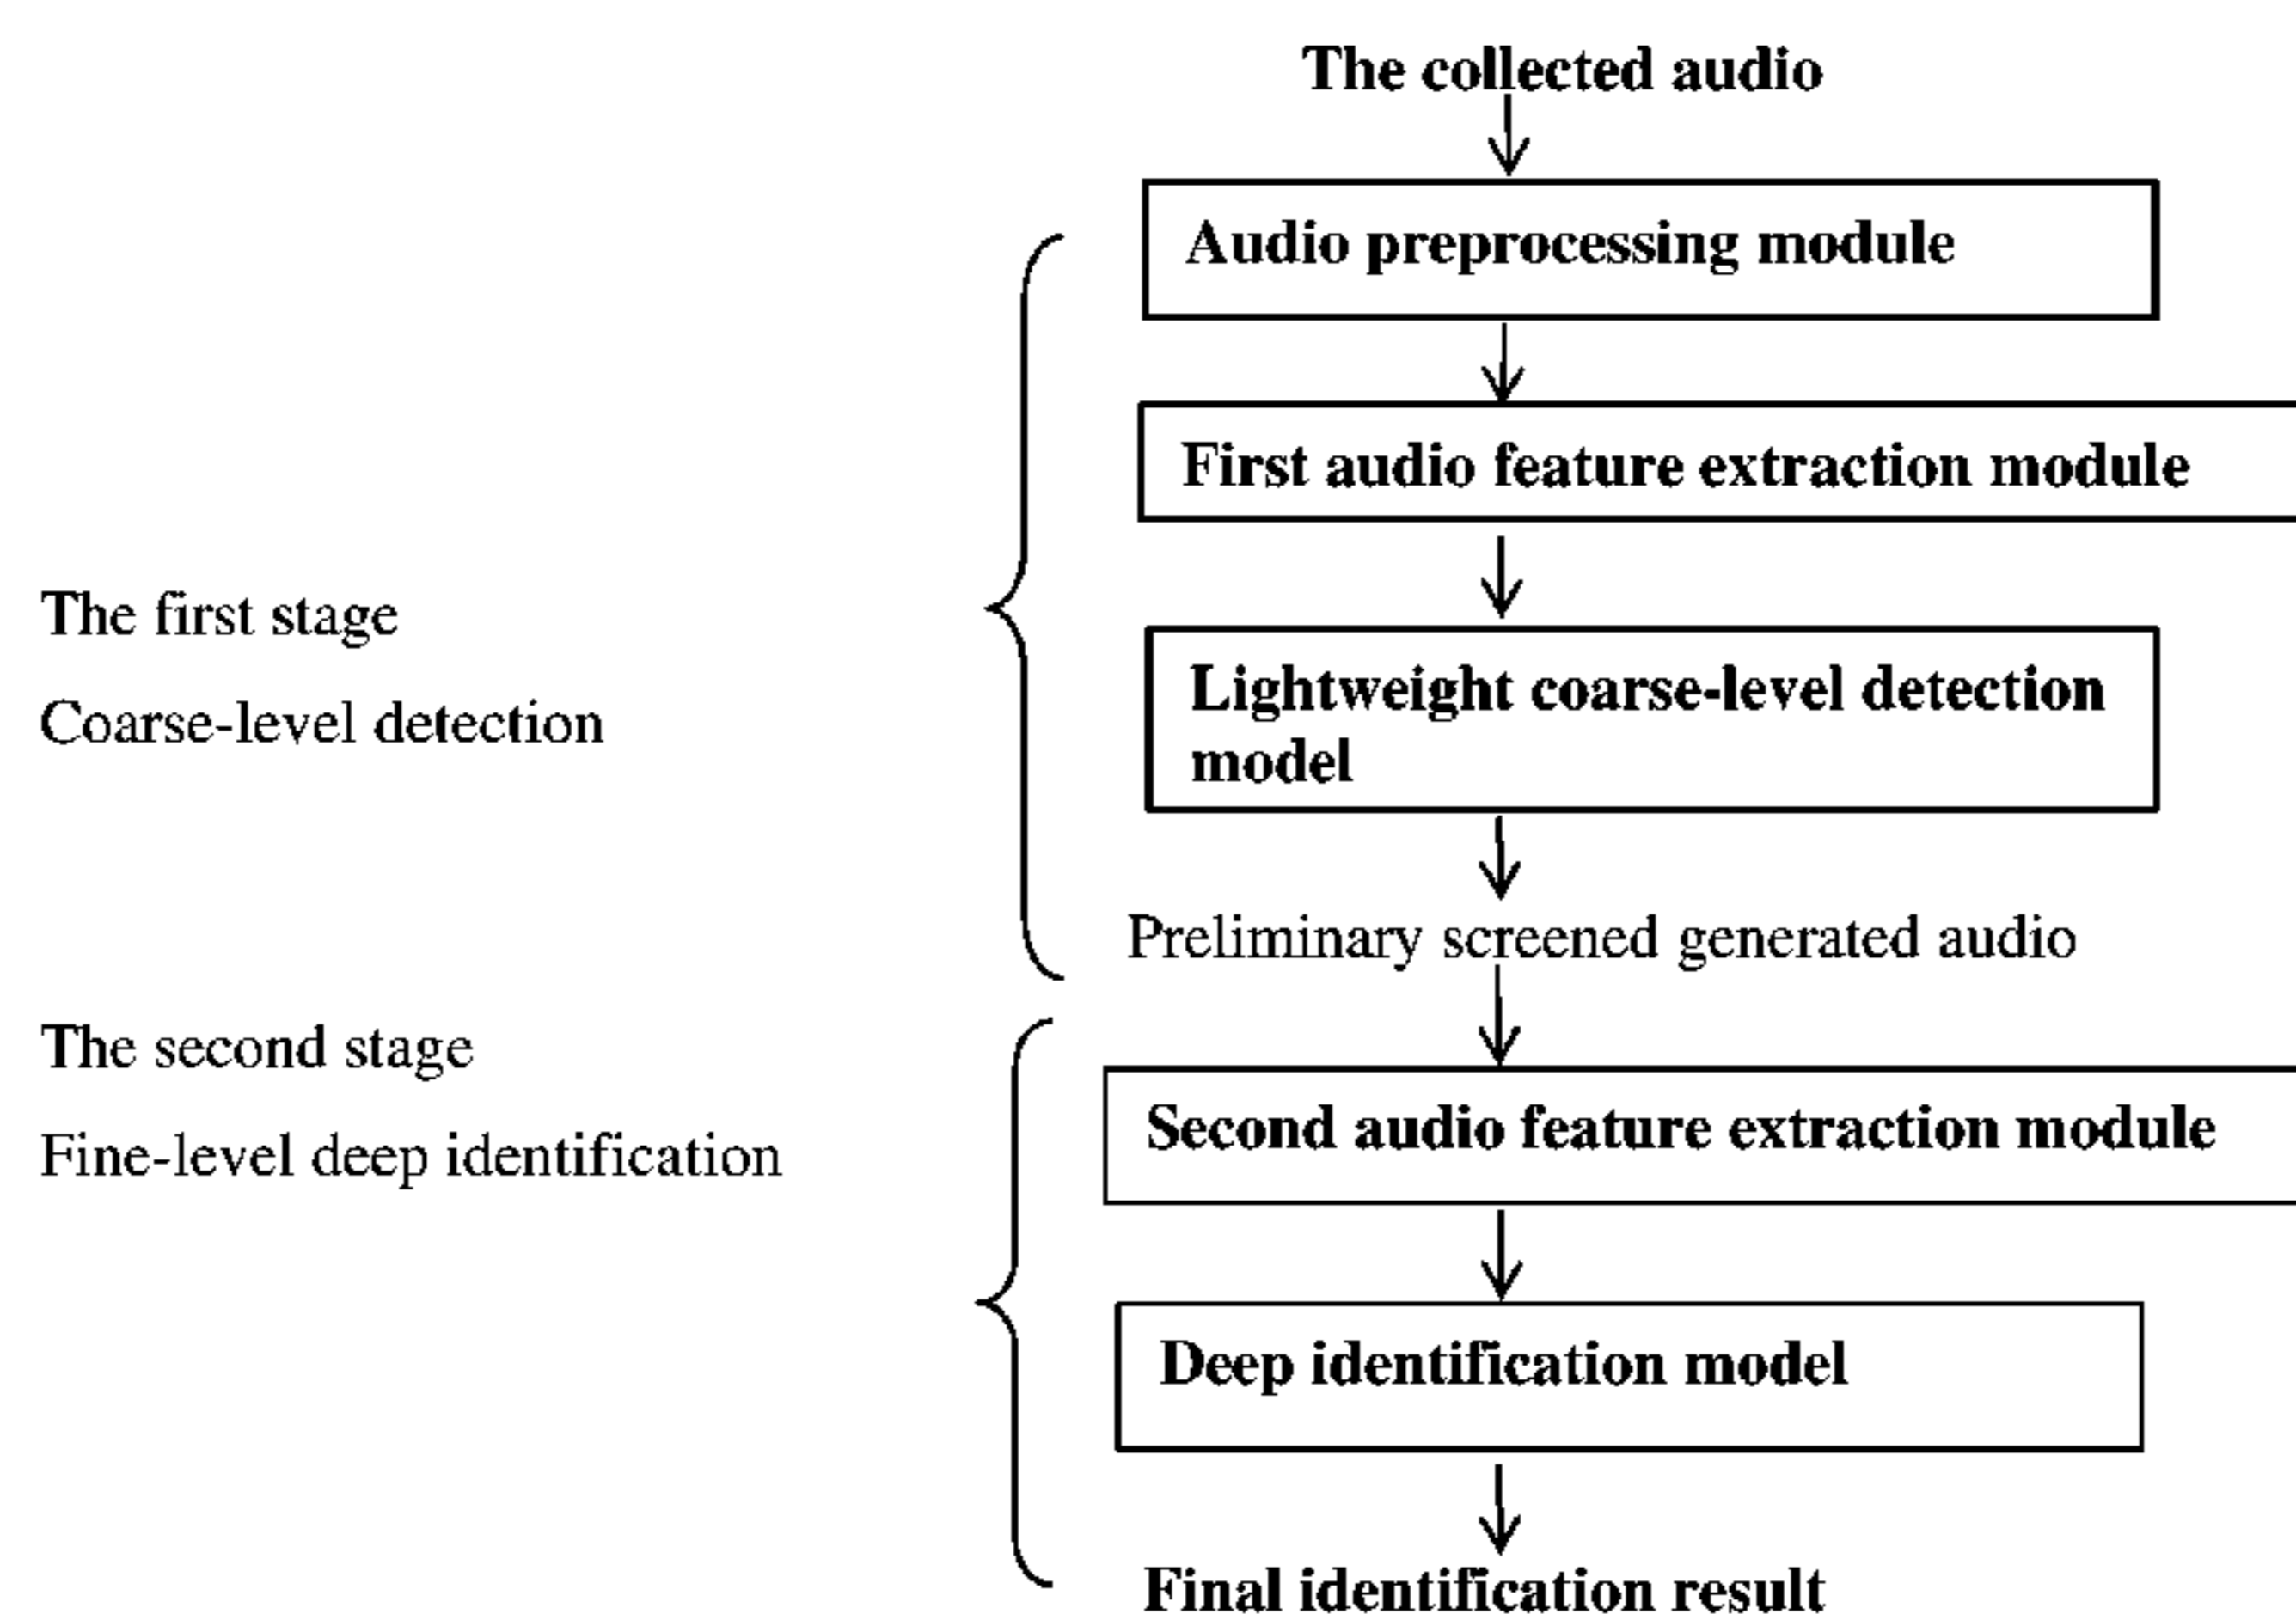 The collected audio
Audio preprocessing module
First audio feature extraction module
The first stage
Coarse-level detection
Lightweight coarse-level detection
model
Preliminary screened generated audio
The second stage
Fine-level deep identification
Second audio feature extraction module
Deep identification model
Final identification result